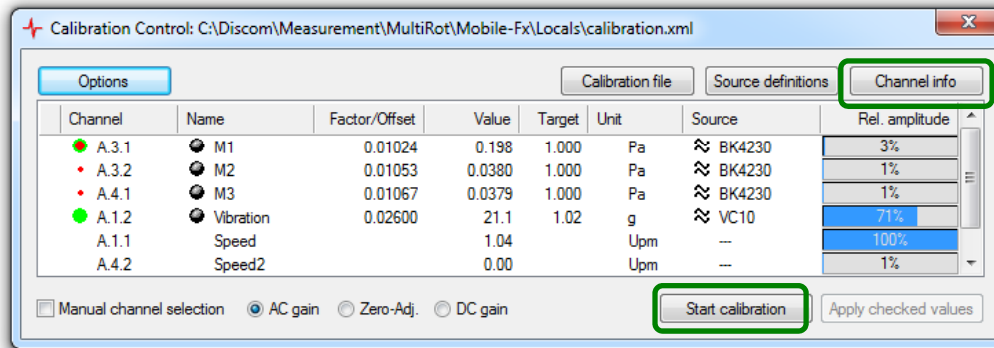 Calibration Control: C:\Discom\Measurement\MultiRot\Mobile-Fx\Locals\calibration.xml
Options Calibration file Source definitions Channel info
Channel Name Factor/Offset Value Target Unit Source Rel. amplitude
A.3.1 M1 0.01024 0.198 1.000 Pa BK4230 3%
A.3.2 M2 0.01053 0.0380 1.000 Pa BK4230 1%
A.4.1 M3 0.01067 0.0379 1.000 Pa BK4230 1%
A.1.2 Vibration 0.02600 21.1 1.02 g VC10 71%
A.1.1 Speed 1.04 Upm --- 100%
A.4.2 Speed2 0.00 Upm --- 1%
Manual channel selection AC gain Zero-Adj. DC gain Start calibration Apply checked values